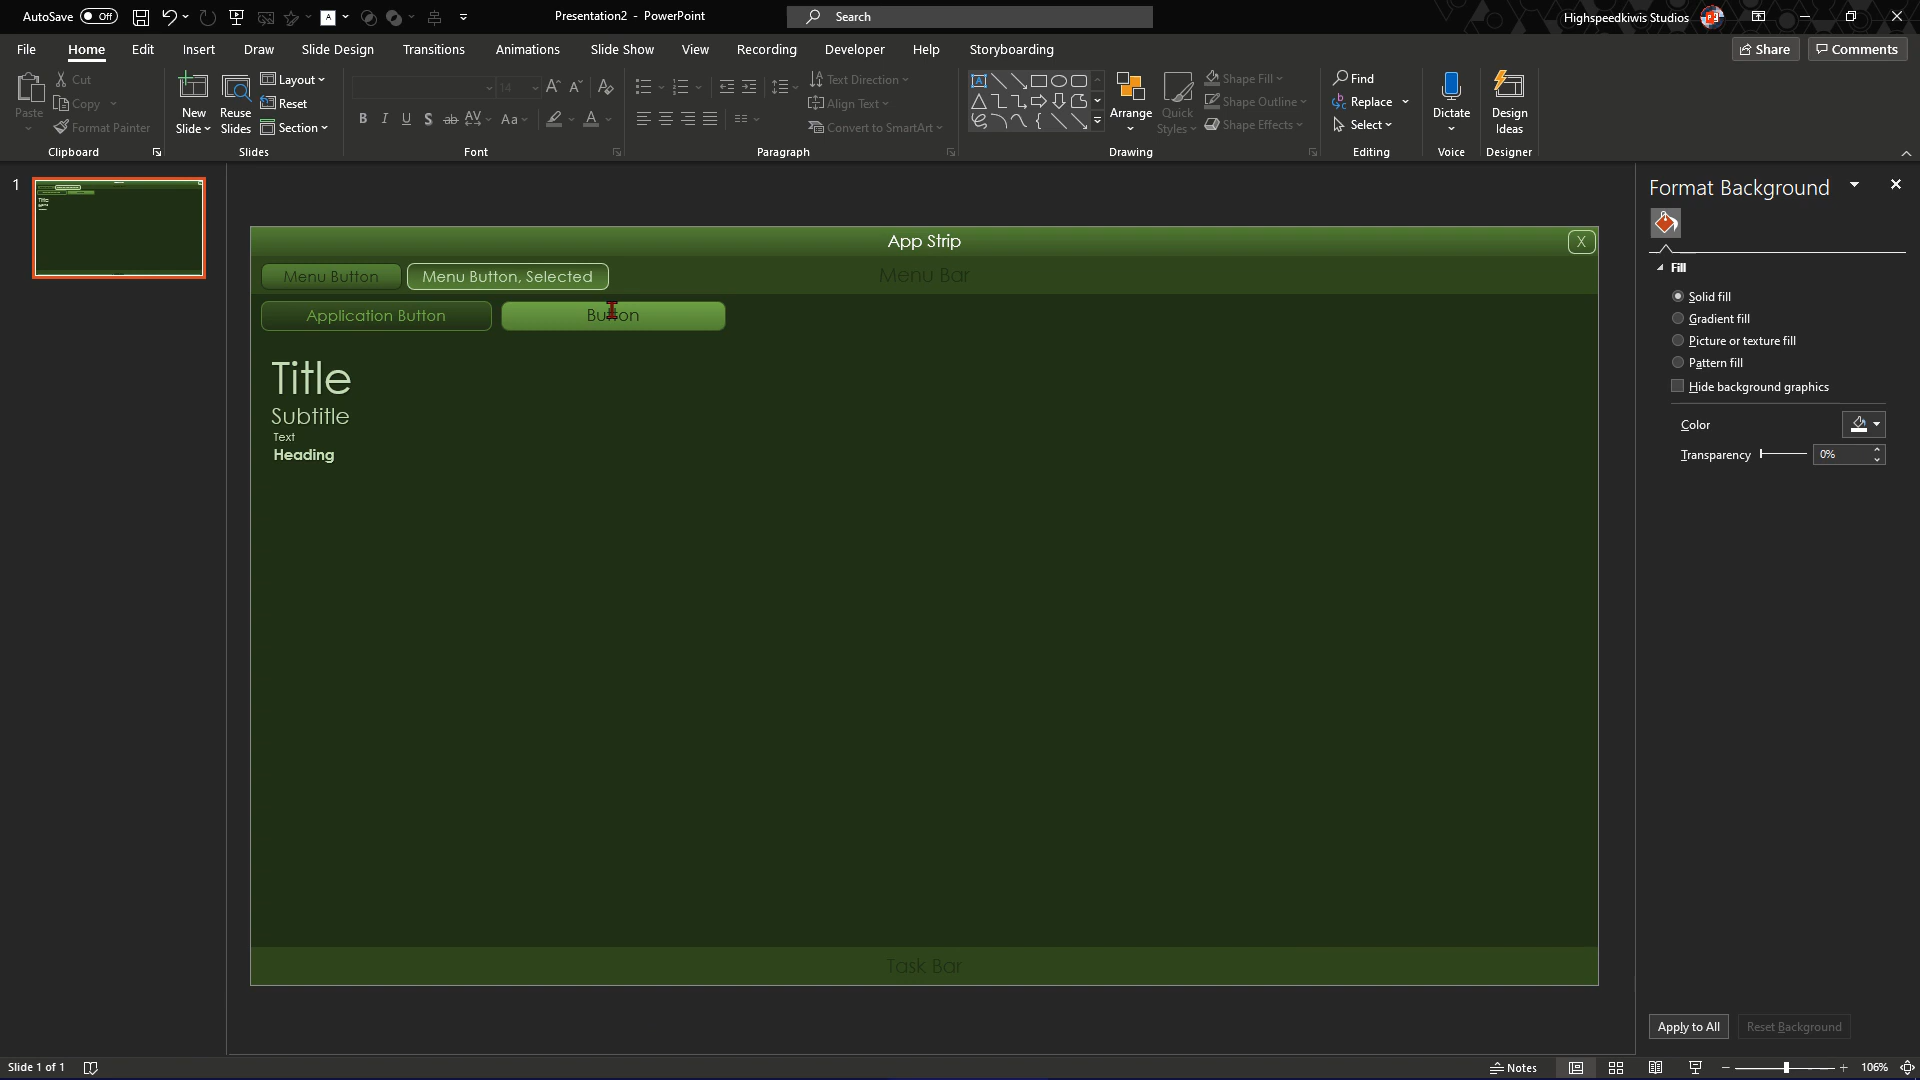 AutoSave Off
Presentation2 - PowerPoint
Search
Highspeedkiwis Studios
File Home Edit Insert Draw Slide Design Transitions Animations Slide Show View Recording Developer Help Storyboarding
Share Comments
Paste
Cut
Copy
Format Painter
Clipboard
New Slide
Reuse Slides
Layout
Reset
Section
Slides
14
B I U S ab AV Aa A
Font
Text Direction
Align Text
Convert to SmartArt
Paragraph
Arrange
Quick Styles
Shape Fill
Shape Outline
Shape Effects
Drawing
Find
Replace
Select
Editing
Dictate
Voice
Design Ideas
Designer
1
App Strip
X
Menu Button
Menu Button, Selected
Menu Bar
Application Button
Button
Title
Subtitle
Text
Heading
Task Bar
Format Background
Fill
Solid fill
Gradient fill
Picture or texture fill
Pattern fill
Hide background graphics
Color
Transparency 0%
Apply to All
Reset Background
Slide 1 of 1
Notes
106%